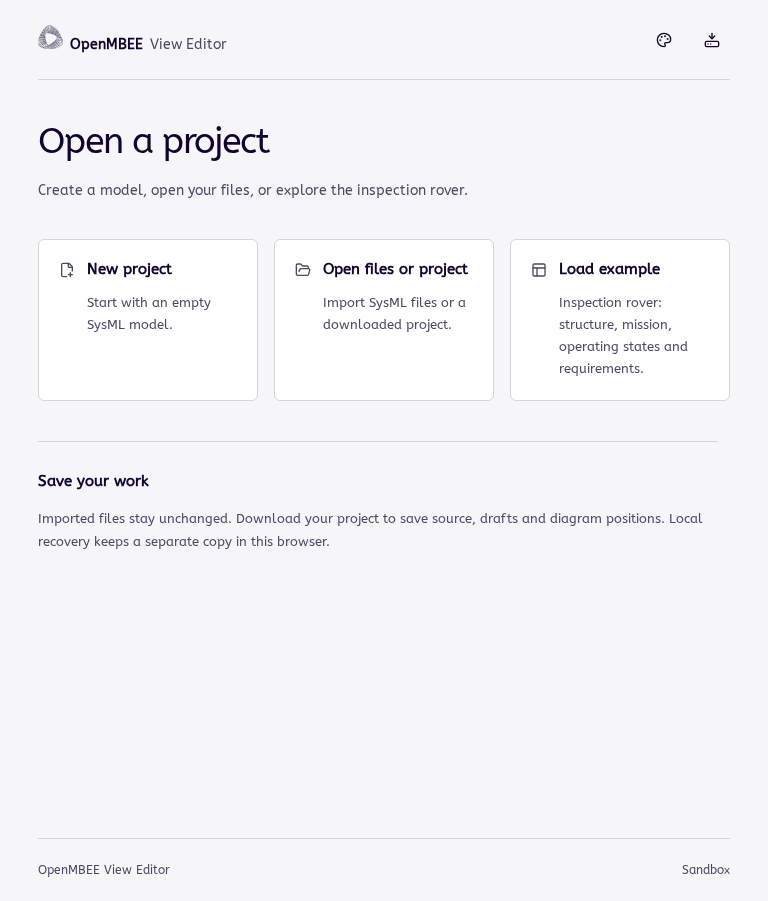 OpenMBEE View Editor
Open a project
Create a model, open your files, or explore the inspection rover.
New project
Start with an empty
SysML model.
Open files or project
Import SysML files or a
downloaded project.
Load example
Inspection rover:
structure, mission,
operating states and
requirements.
Save your work
Imported files stay unchanged. Download your project to save source, drafts and diagram positions. Local
recovery keeps a separate copy in this browser.
OpenMBEE View Editor
Sandbox